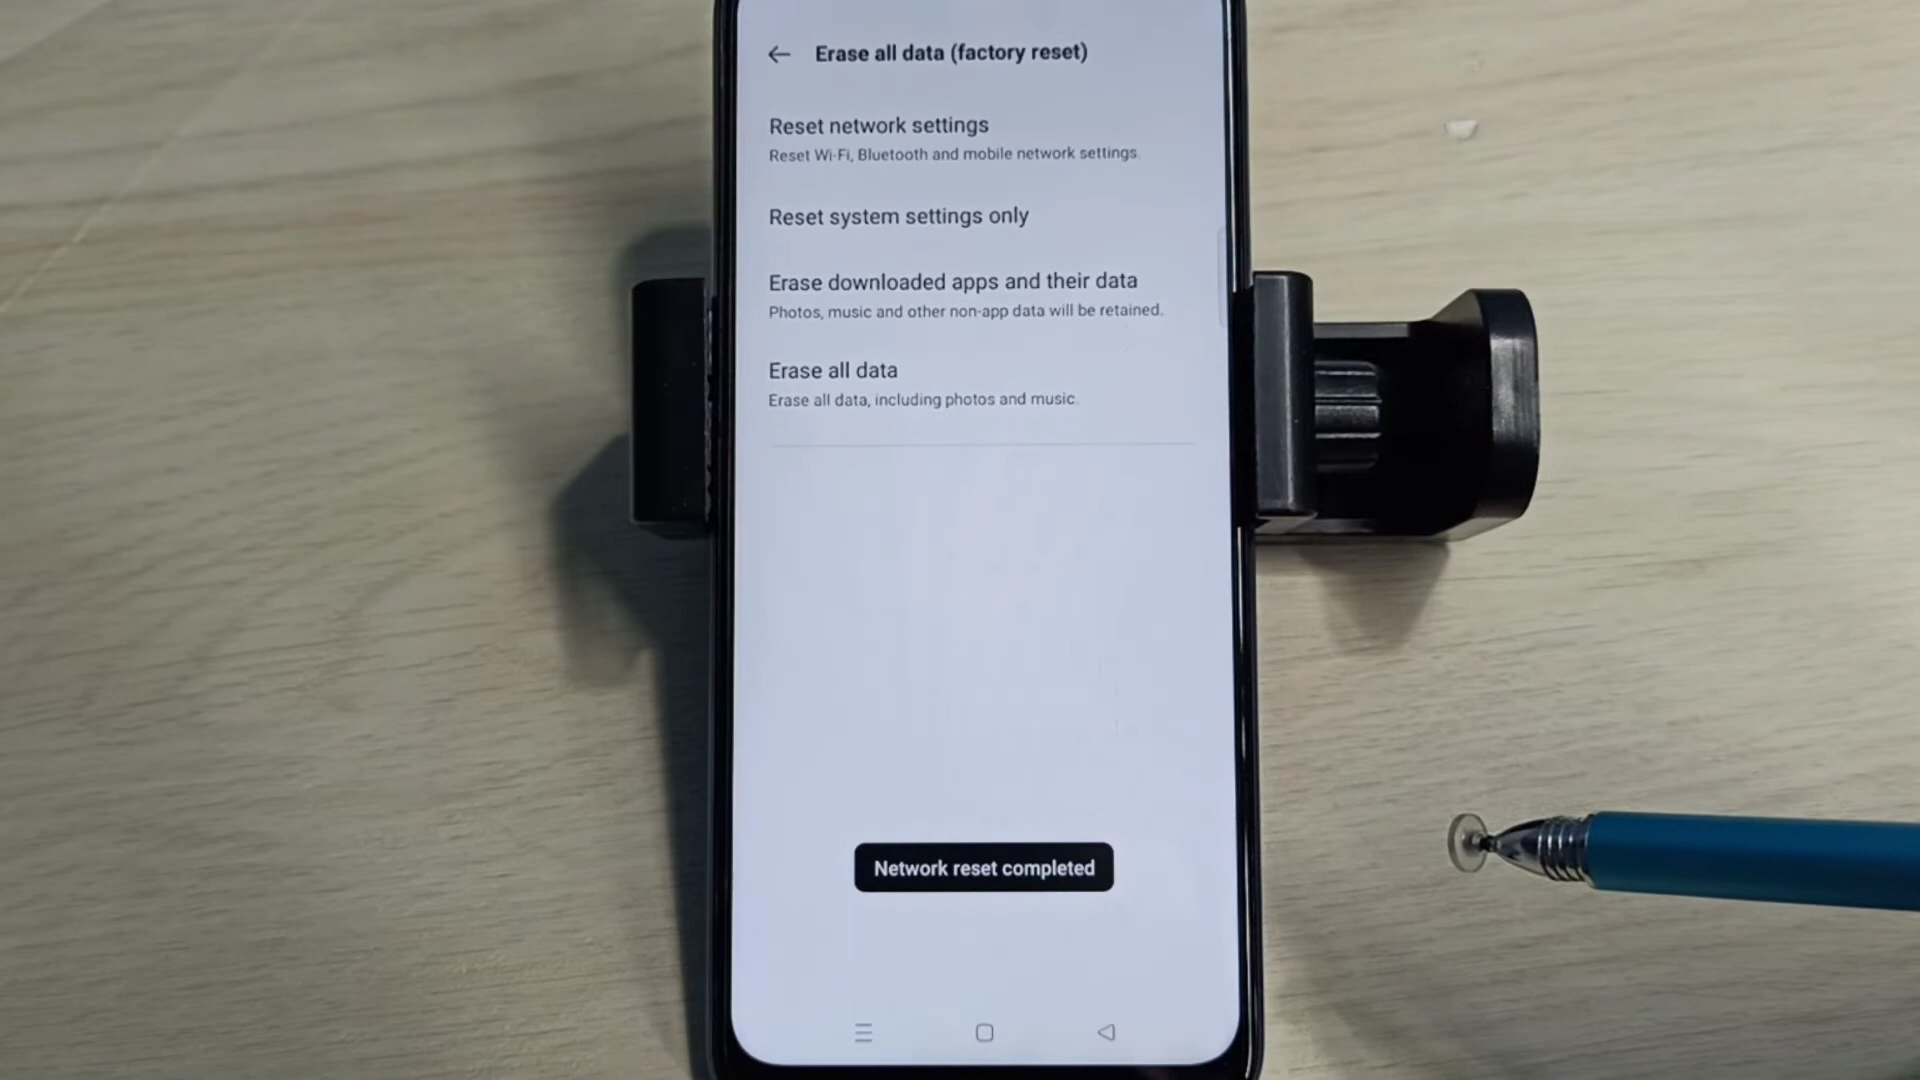 Erase all data (factory reset)
Reset network settings
Reset Wi-Fi, Bluetooth and mobile network settings.
Reset system settings only
Erase downloaded apps and their data
Photos, music and other non-app data will be retained.
Erase all data
Erase all data, including photos and music.
Network reset completed